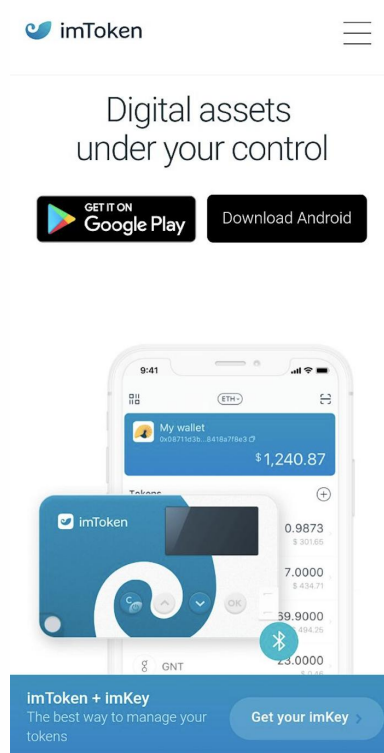 imToken
Digital assets
under your control
GET IT ON
Google Play
Download Android
9:41
ETH
My wallet
0x08711d3b...8418a7f8e3
$1,240.87
Tokens
imToken
0.9873
$ 301.65
7.0000
$ 434.71
OK
69.9000
494.25
GNT
23.0000
imToken + imKey
The best way to manage your
tokens
Get your imKey